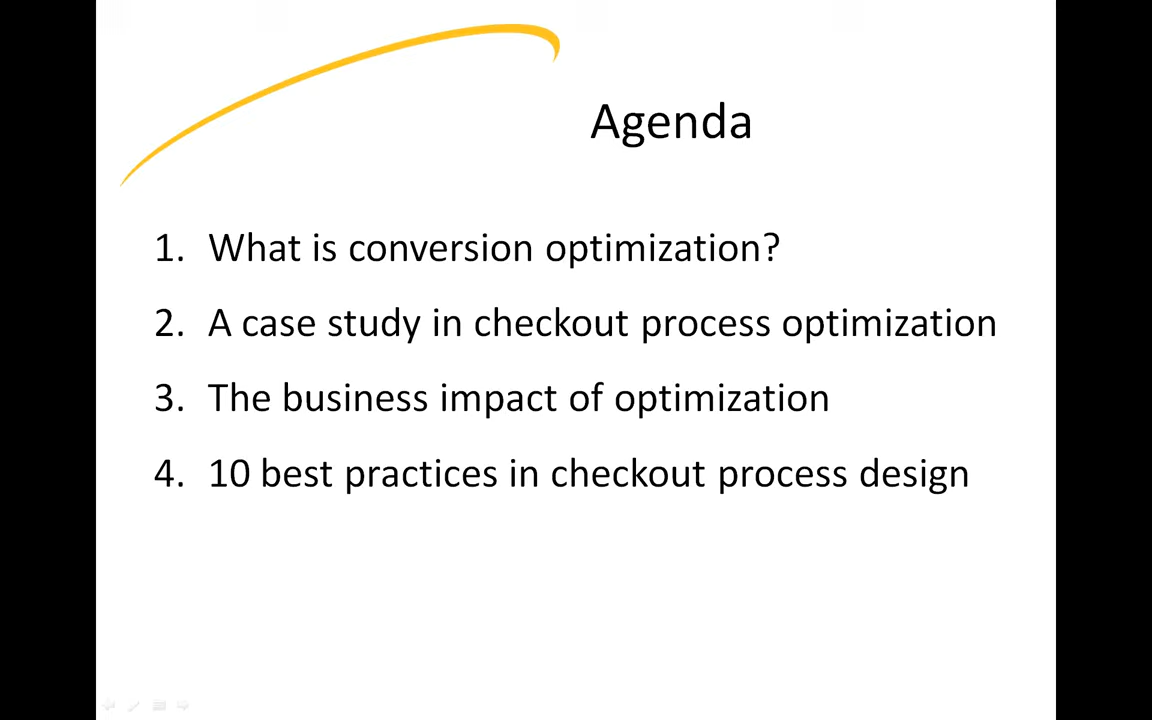 Agenda
1. What is conversion optimization?
2. A case study in checkout process optimization
3. The business impact of optimization
4. 10 best practices in checkout process design